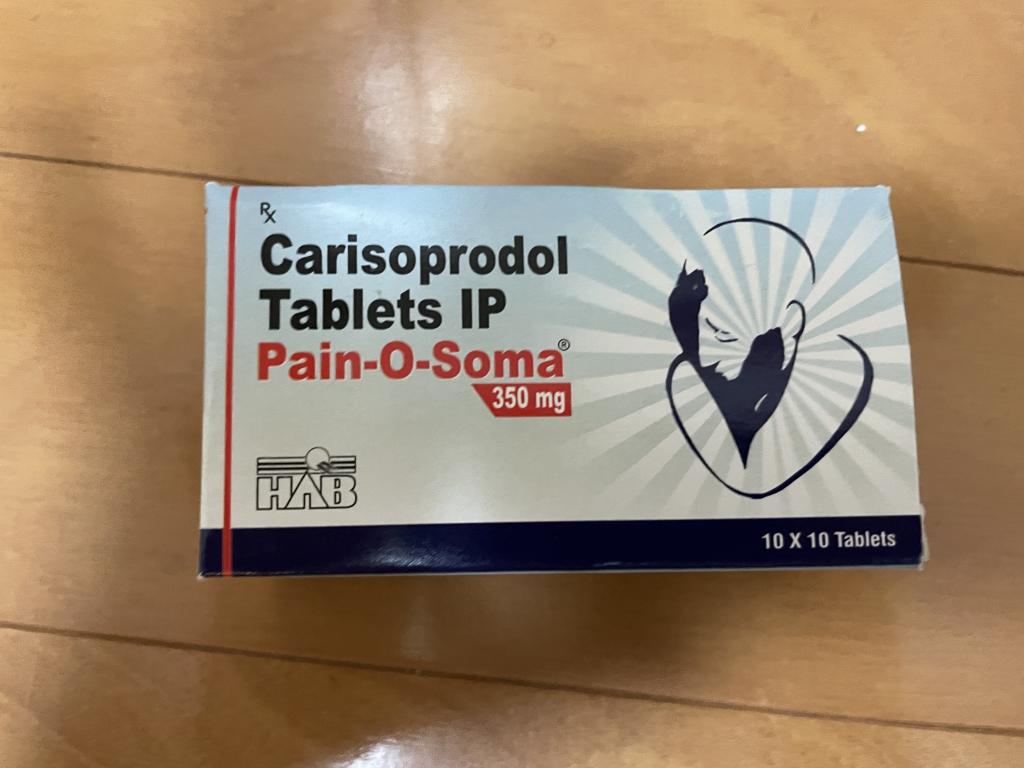 Rx
Carisoprodol
Tablets IP
Pain-O-Soma®
350 mg
HAB
10 X 10 Tablets